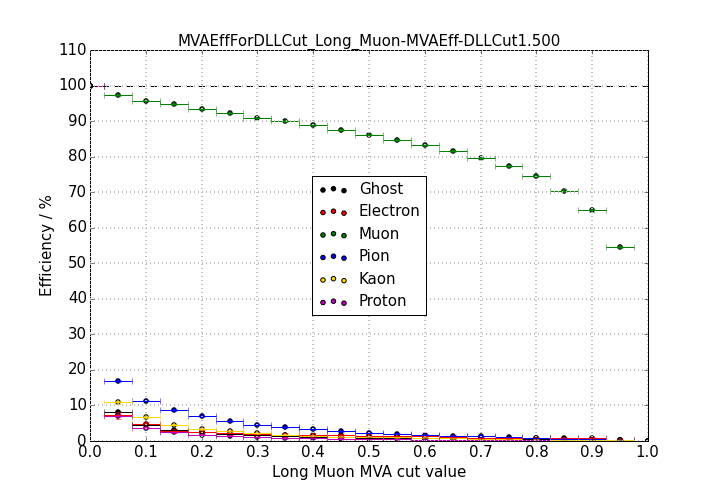 MVAEffForDLLCut_Long_Muon-MVAEff-DLLCut1.500
110
100
90
80
70
60
50
40
30
20
10
0
Efficiency / %
Ghost
Electron
Muon
Pion
Kaon
Proton
0.0 0.1 0.2 0.3 0.4 0.5 0.6 0.7 0.8 0.9 1.0
Long Muon MVA cut value